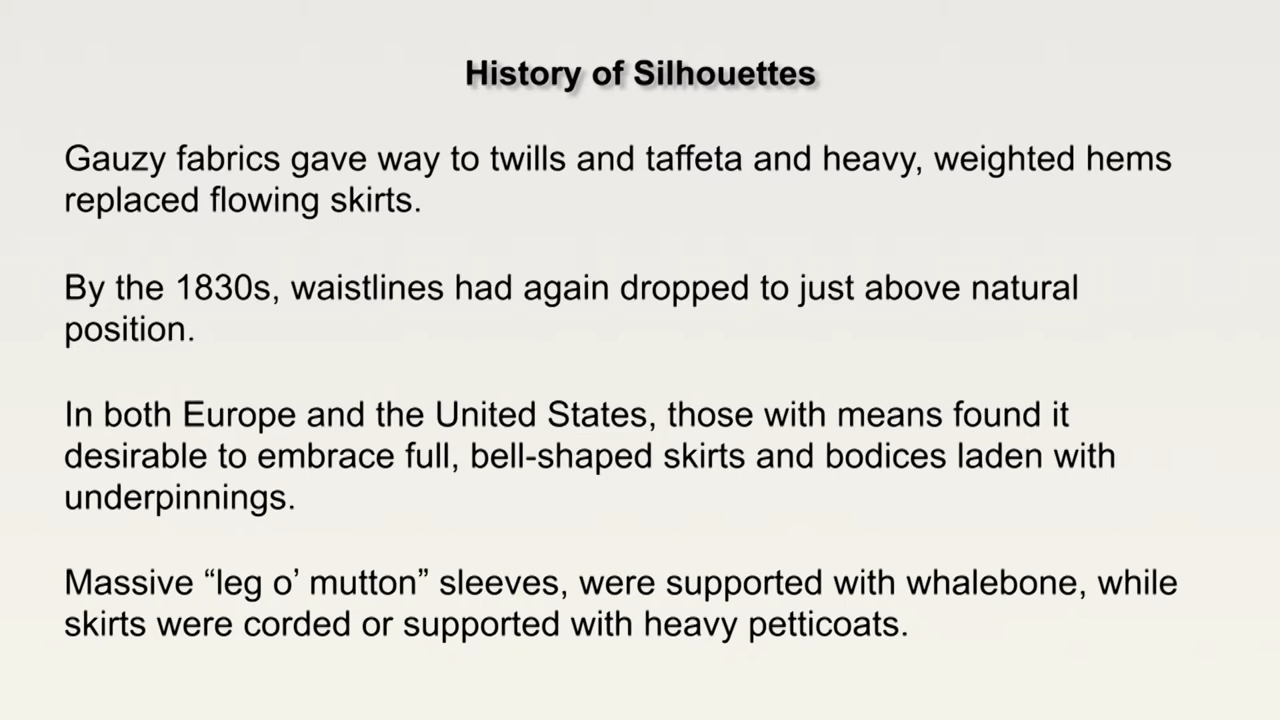 History of Silhouettes
Gauzy fabrics gave way to twills and taffeta and heavy, weighted hems
replaced flowing skirts.
By the 1830s, waistlines had again dropped to just above natural
position.
In both Europe and the United States, those with means found it
desirable to embrace full, bell-shaped skirts and bodices laden with
underpinnings.
Massive “leg o’ mutton” sleeves, were supported with whalebone, while
skirts were corded or supported with heavy petticoats.